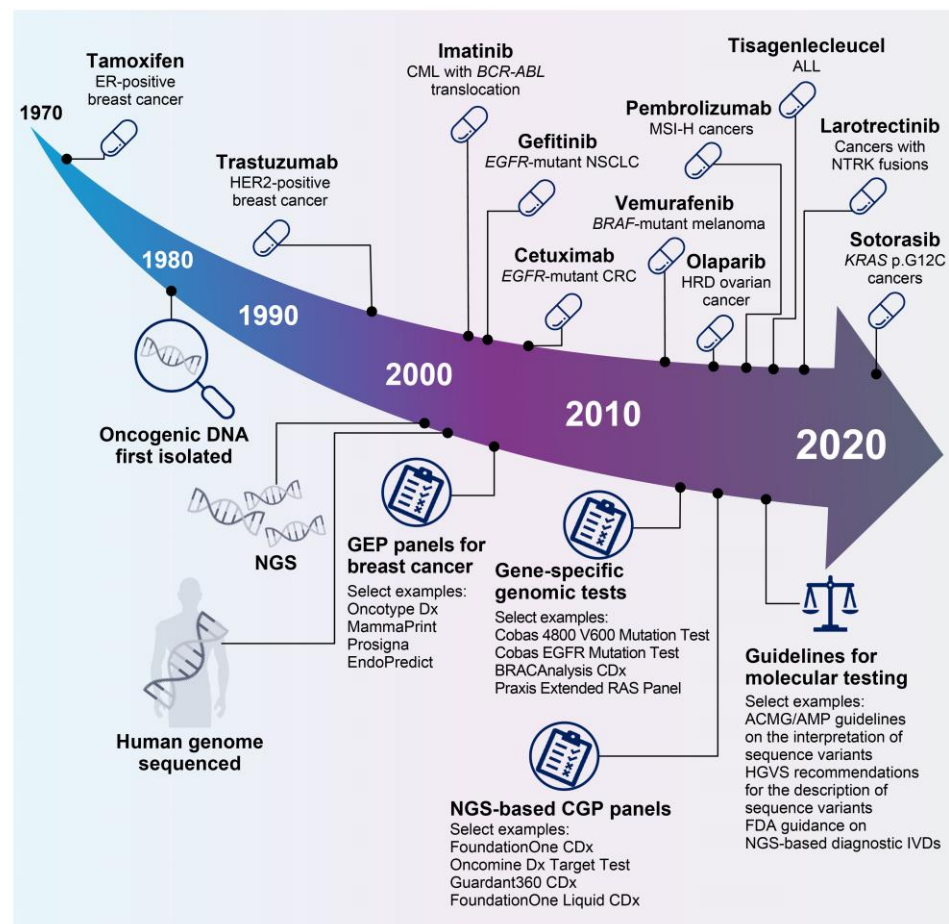 1970
Tamoxifen
ER-positive
breast cancer
Trastuzumab
HER2-positive
breast cancer
Imatinib
CML with BCR-ABL
translocation
Gefitinib
EGFR-mutant NSCLC
Cetuximab
EGFR-mutant CRC
Tisagenlecleucel
ALL
Pembrolizumab
MSI-H cancers
Vemurafenib
BRAF-mutant melanoma
Olaparib
HRD ovarian
cancer
Larotrectinib
Cancers with
NTRK fusions
Sotorasib
KRAS p.G12C
cancers
1980
1990
2000
2010
2020
Oncogenic DNA
first isolated
NGS
Human genome
sequenced
GEP panels for
breast cancer
Select examples:
Oncotype Dx
MammaPrint
Prosigna
EndoPredict
Gene-specific
genomic tests
Select examples:
Cobas 4800 V600 Mutation Test
Cobas EGFR Mutation Test
BRACAnalysis CDx
Praxis Extended RAS Panel
NGS-based CGP panels
Select examples:
FoundationOne CDx
Oncomine Dx Target Test
Guardant360 CDx
FoundationOne Liquid CDx
Guidelines for
molecular testing
Select examples:
ACMG/AMP guidelines
on the interpretation of
sequence variants
HGVS recommendations
for the description of
sequence variants
FDA guidance on
NGS-based diagnostic IVDs